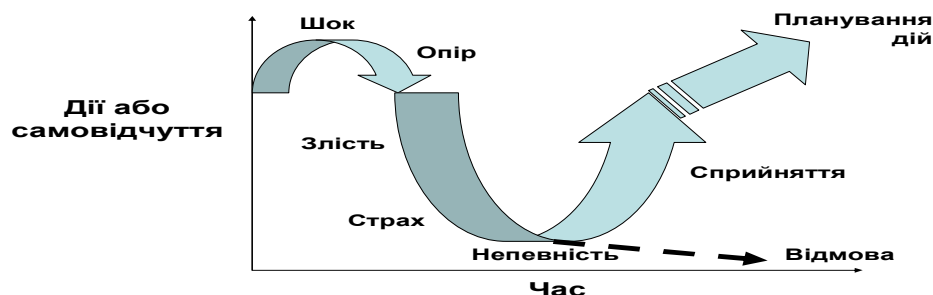 Шок
Планування
дій
Опір
Дії або
самовідчуття
Злість
Сприйняття
Страх
Непевність
Відмова
Час